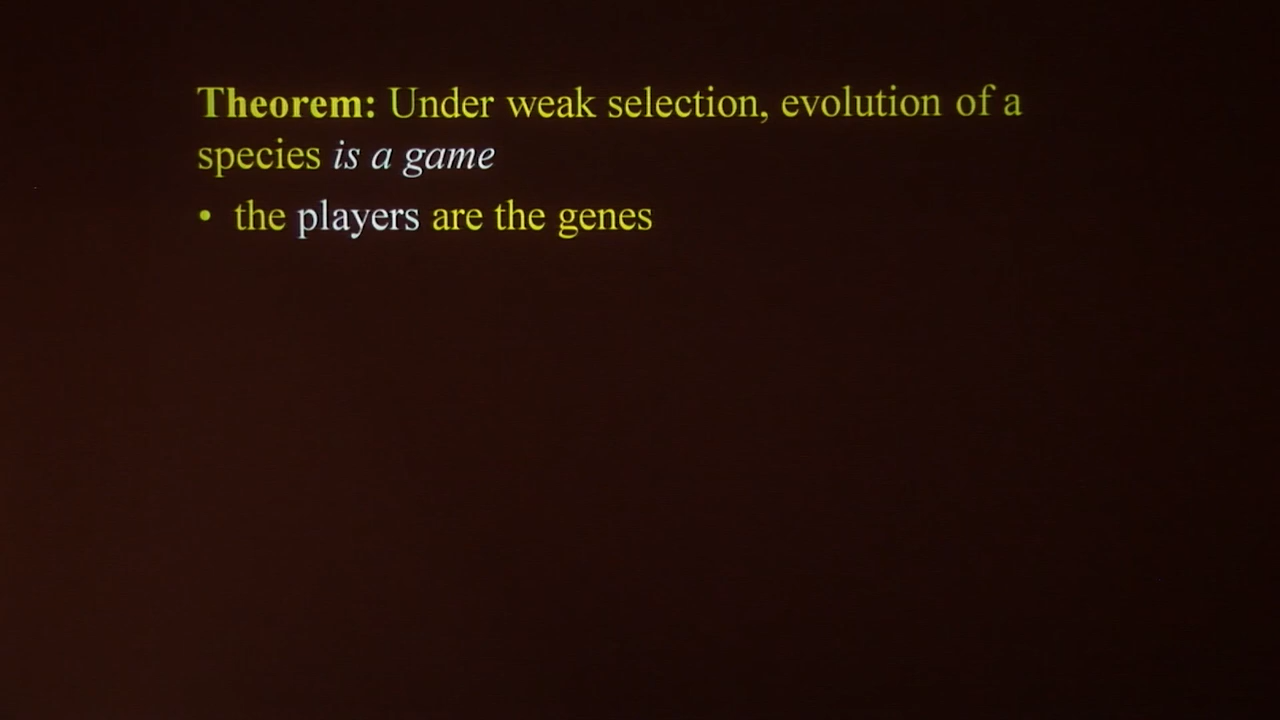 Theorem: Under weak selection, evolution of a
species is a game
• the players are the genes